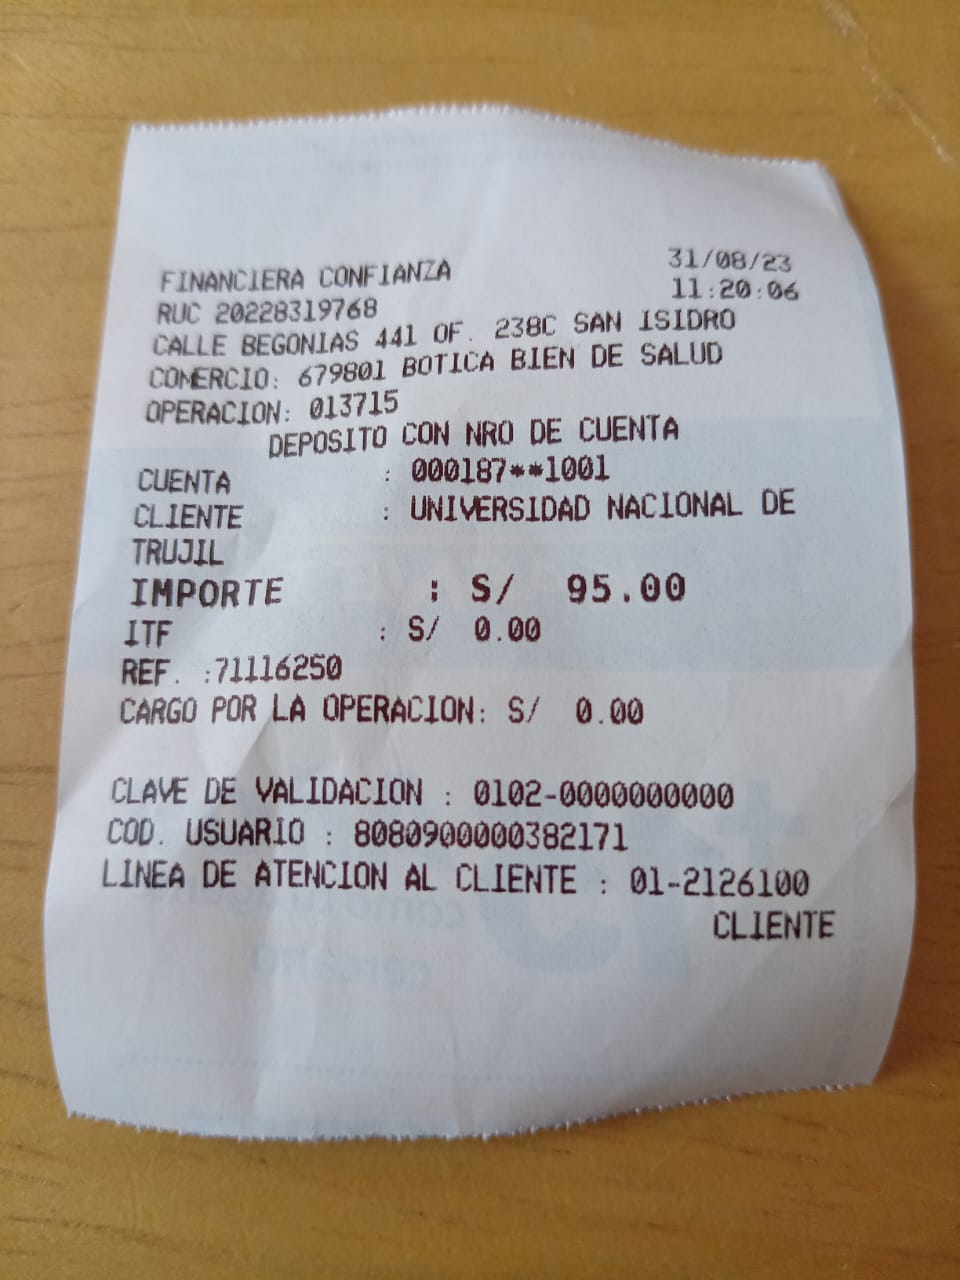 FINANCIERA CONFIANZA 31/08/23
RUC 20228319768 11:20:06
CALLE BEGONIAS 441 OF. 238C SAN ISIDRO
COMERCIO: 679801 BOTICA BIEN DE SALUD
OPERACION: 013715
DEPOSITO CON NRO DE CUENTA
CUENTA : 000187**1001
CLIENTE : UNIVERSIDAD NACIONAL DE
TRUJIL
IMPORTE : S/ 95.00
ITF : S/ 0.00
REF. :71116250
CARGO POR LA OPERACION: S/ 0.00
CLAVE DE VALIDACION : 0102-0000000000
COD. USUARIO : 8080900000382171
LINEA DE ATENCION AL CLIENTE : 01-2126100
CLIENTE